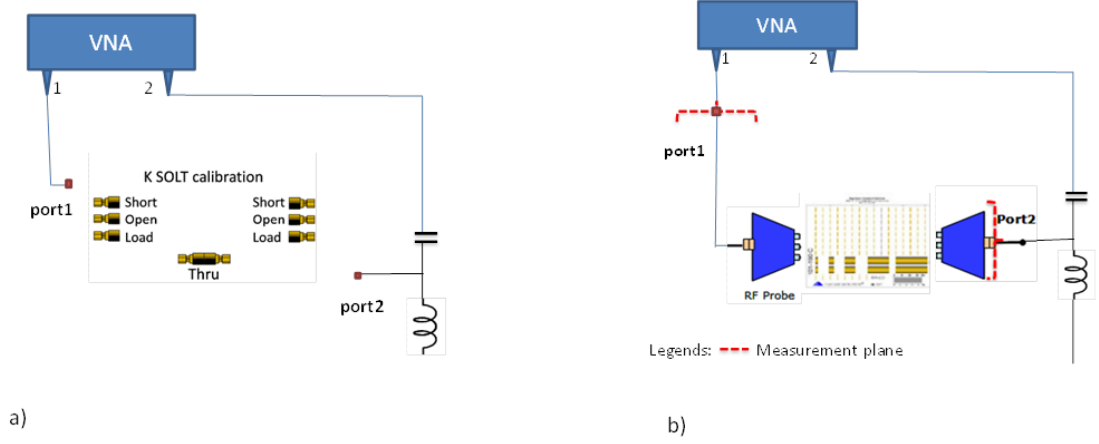 VNA
1
2
K SOLT calibration
port1
Short
Open
Load
Short
Open
Load
Thru
port2
a)
VNA
1
2
port1
Port2
RF Probe
Legends: Measurement plane
b)